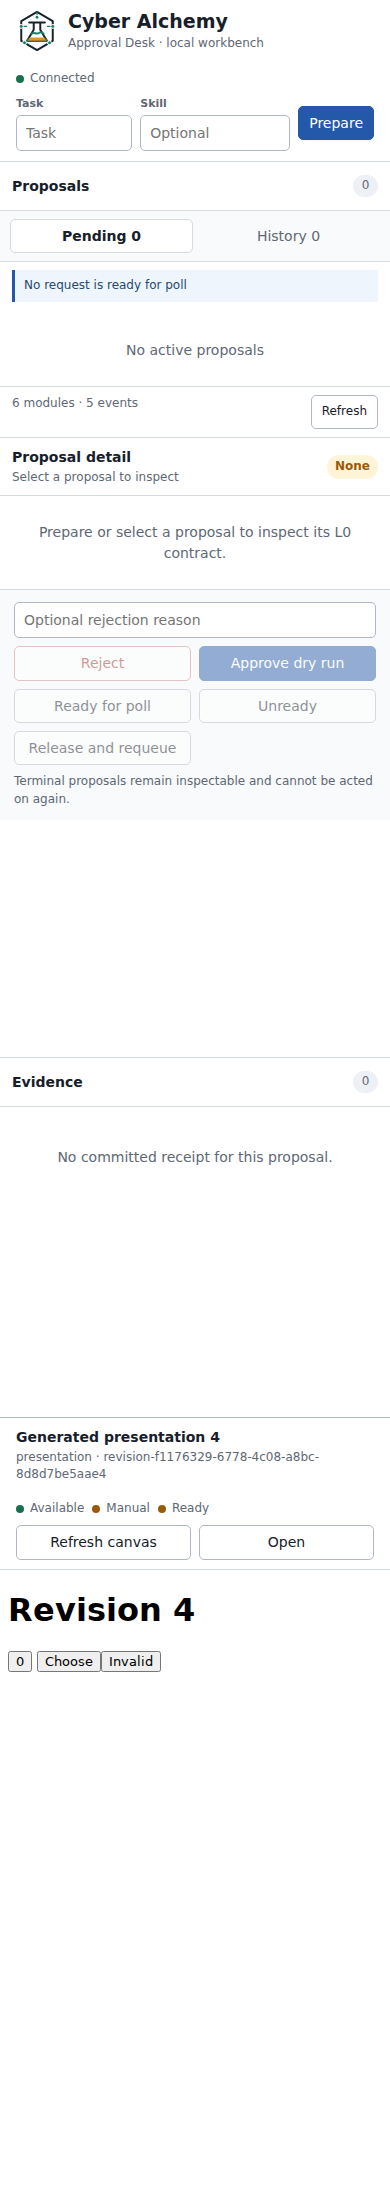 Cyber Alchemy
Approval Desk · local workbench
Connected
Task
Skill
Task
Optional
Prepare
Proposals
0
Pending 0
History 0
No request is ready for poll
No active proposals
6 modules · 5 events
Refresh
Proposal detail
Select a proposal to inspect
None
Prepare or select a proposal to inspect its L0
contract.
Optional rejection reason
Reject
Approve dry run
Ready for poll
Unready
Release and requeue
Terminal proposals remain inspectable and cannot be acted
on again.
Evidence
0
No committed receipt for this proposal.
Generated presentation 4
presentation · revision-f1176329-6778-4c08-a8bc-
8d8d7be5aae4
Available
Manual
Ready
Refresh canvas
Open
Revision 4
0
Choose
Invalid